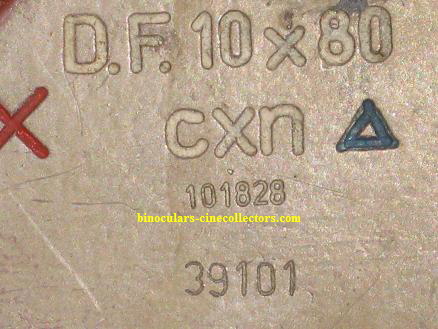 D.F. 10x80
cxn
101828
binoculars-cinecollectors.com
39101